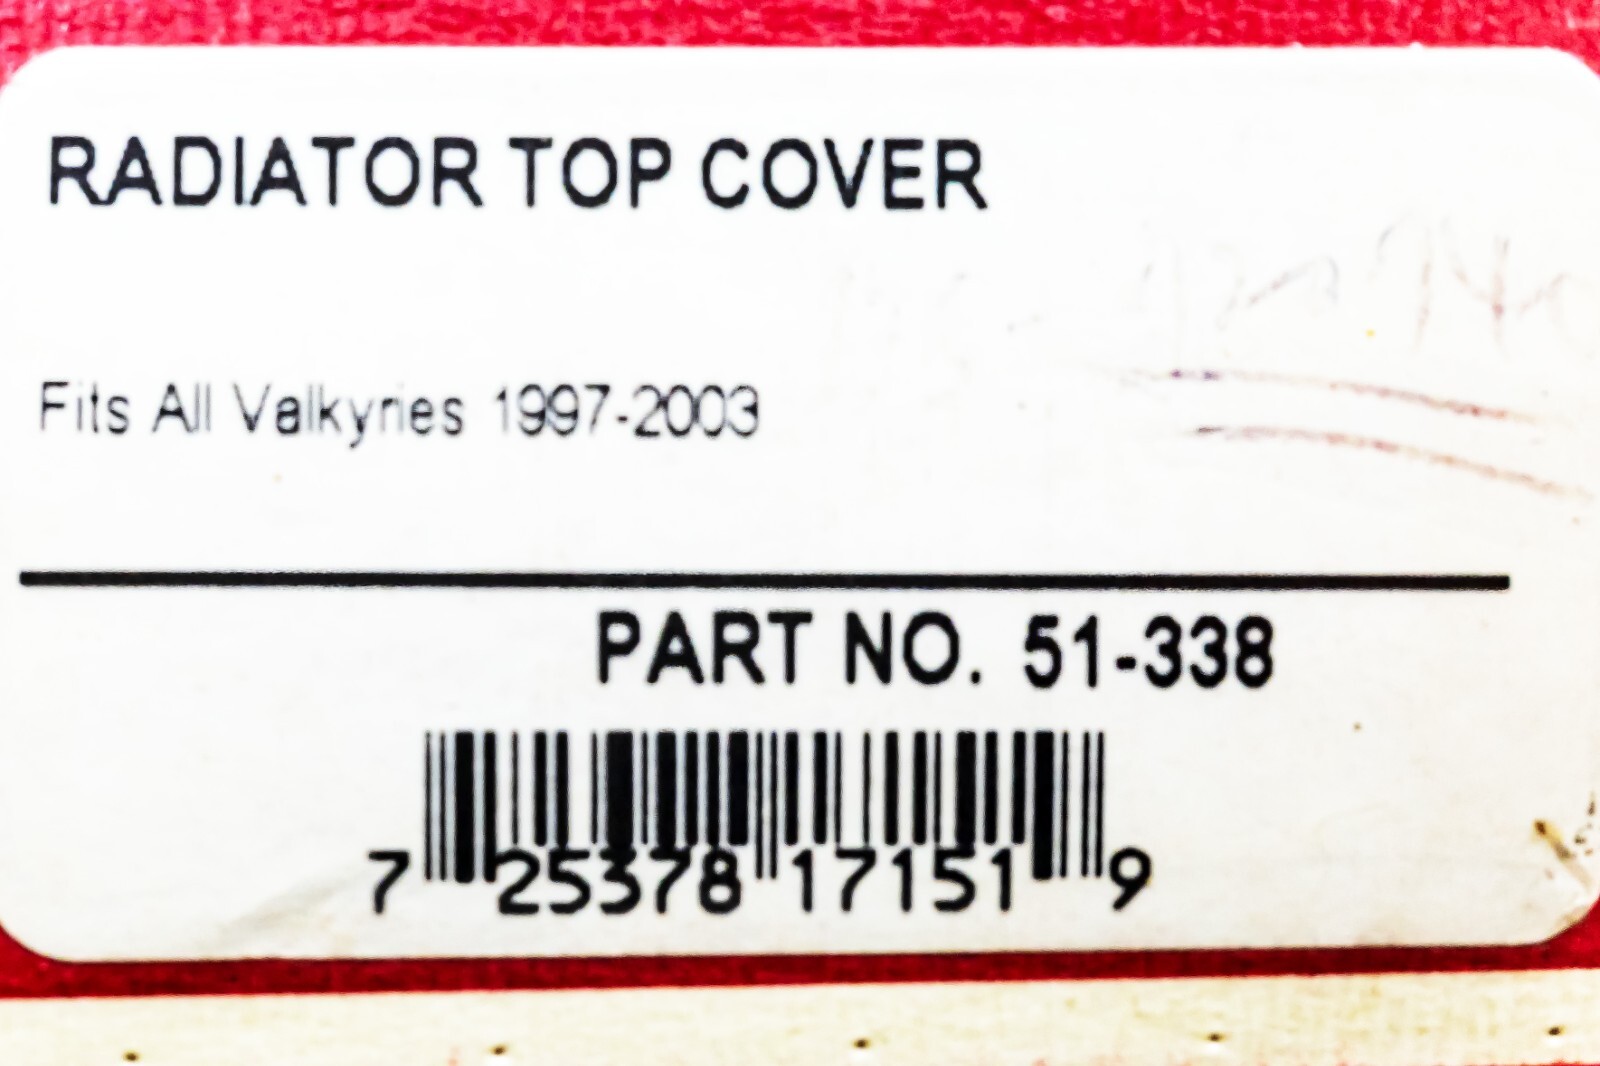 RADIATOR TOP COVER
Fits All Valkyries 1997-2003
PART NO. 51-338
7 25378 17151 9